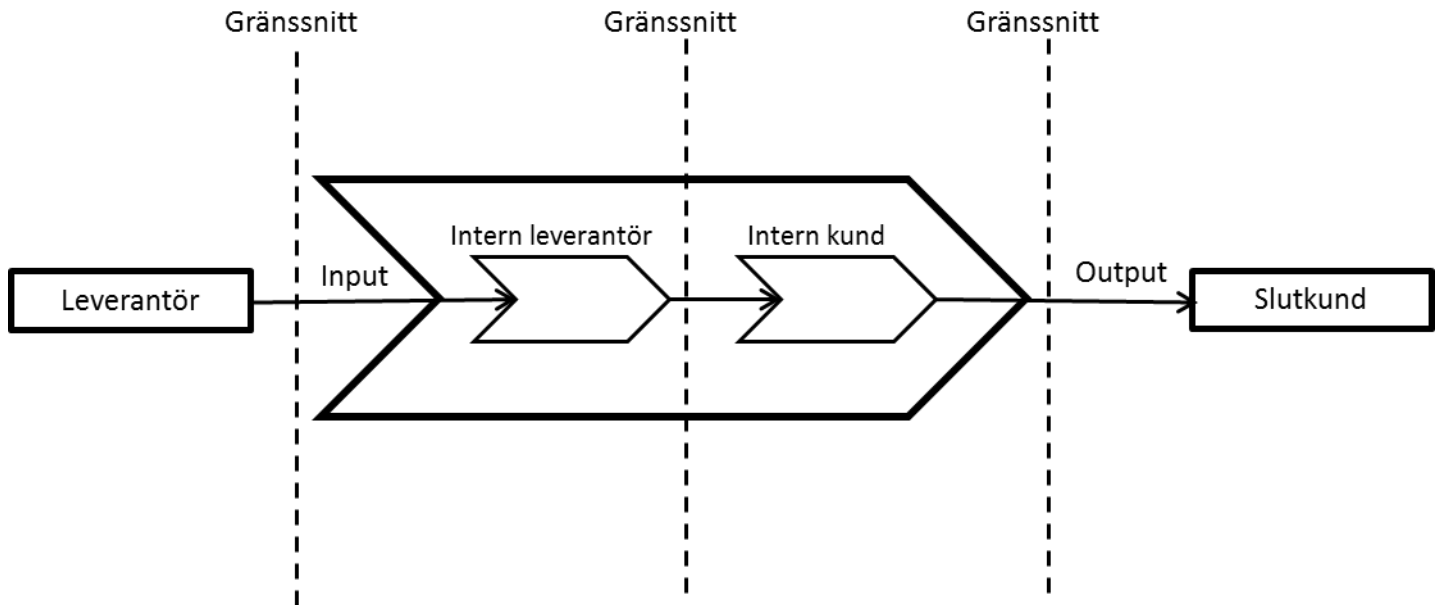 Gränssnitt
Gränssnitt
Gränssnitt
Intern leverantör
Intern kund
Input
Output
Leverantör
Slutkund